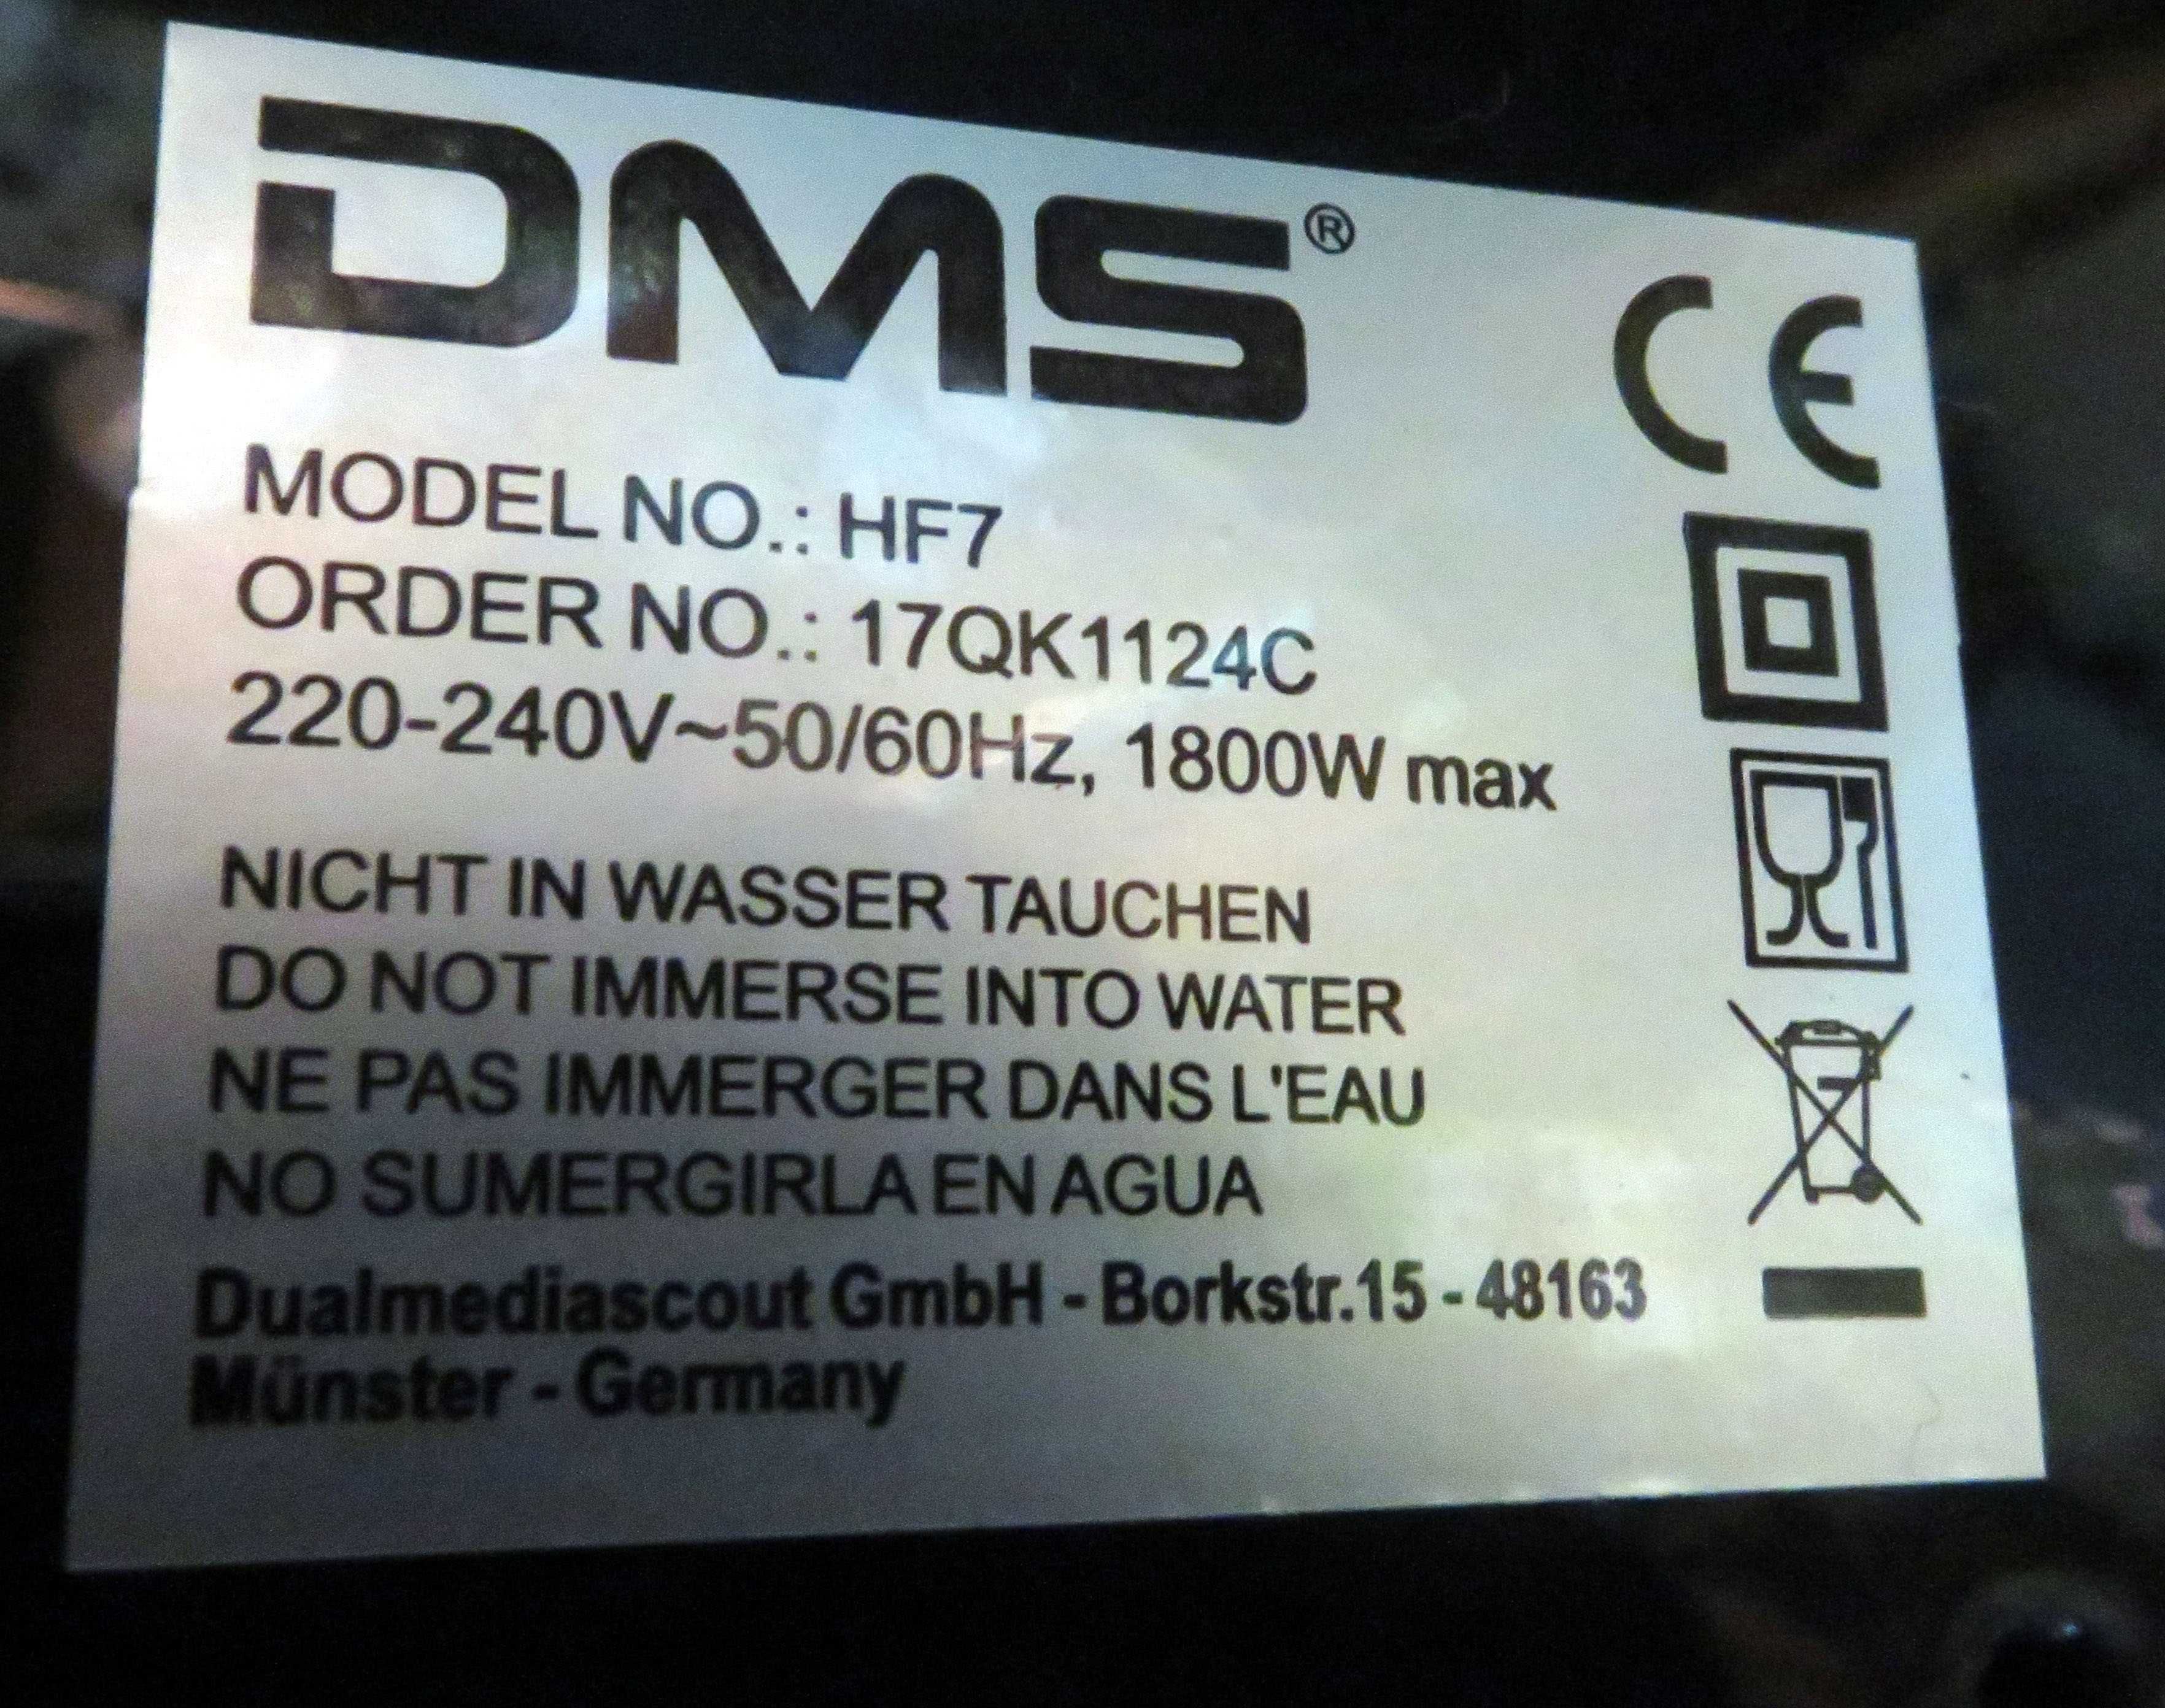 DMS®
CE
MODEL NO.: HF7
ORDER NO.: 17QK1124C
220-240V~50/60Hz, 1800W max
NICHT IN WASSER TAUCHEN
DO NOT IMMERSE INTO WATER
NE PAS IMMERGER DANS L'EAU
NO SUMERGIRLA EN AGUA
Dualmediascout GmbH - Borkstr.15 - 48163
Münster - Germany